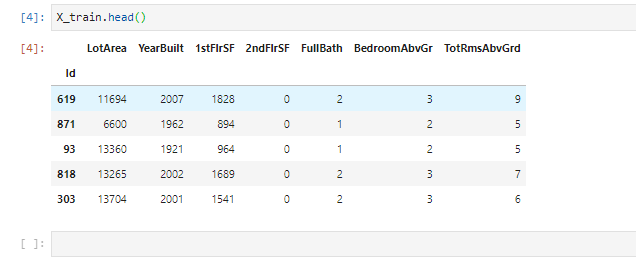 [4]: X_train.head()
[4]: LotArea YearBuilt 1stFlrSF 2ndFlrSF FullBath BedroomAbvGr TotRmsAbvGrd
Id
619 11694 2007 1828 0 2 3 9
871 6600 1962 894 0 1 2 5
93 13360 1921 964 0 1 2 5
818 13265 2002 1689 0 2 3 7
303 13704 2001 1541 0 2 3 6
[ ]: